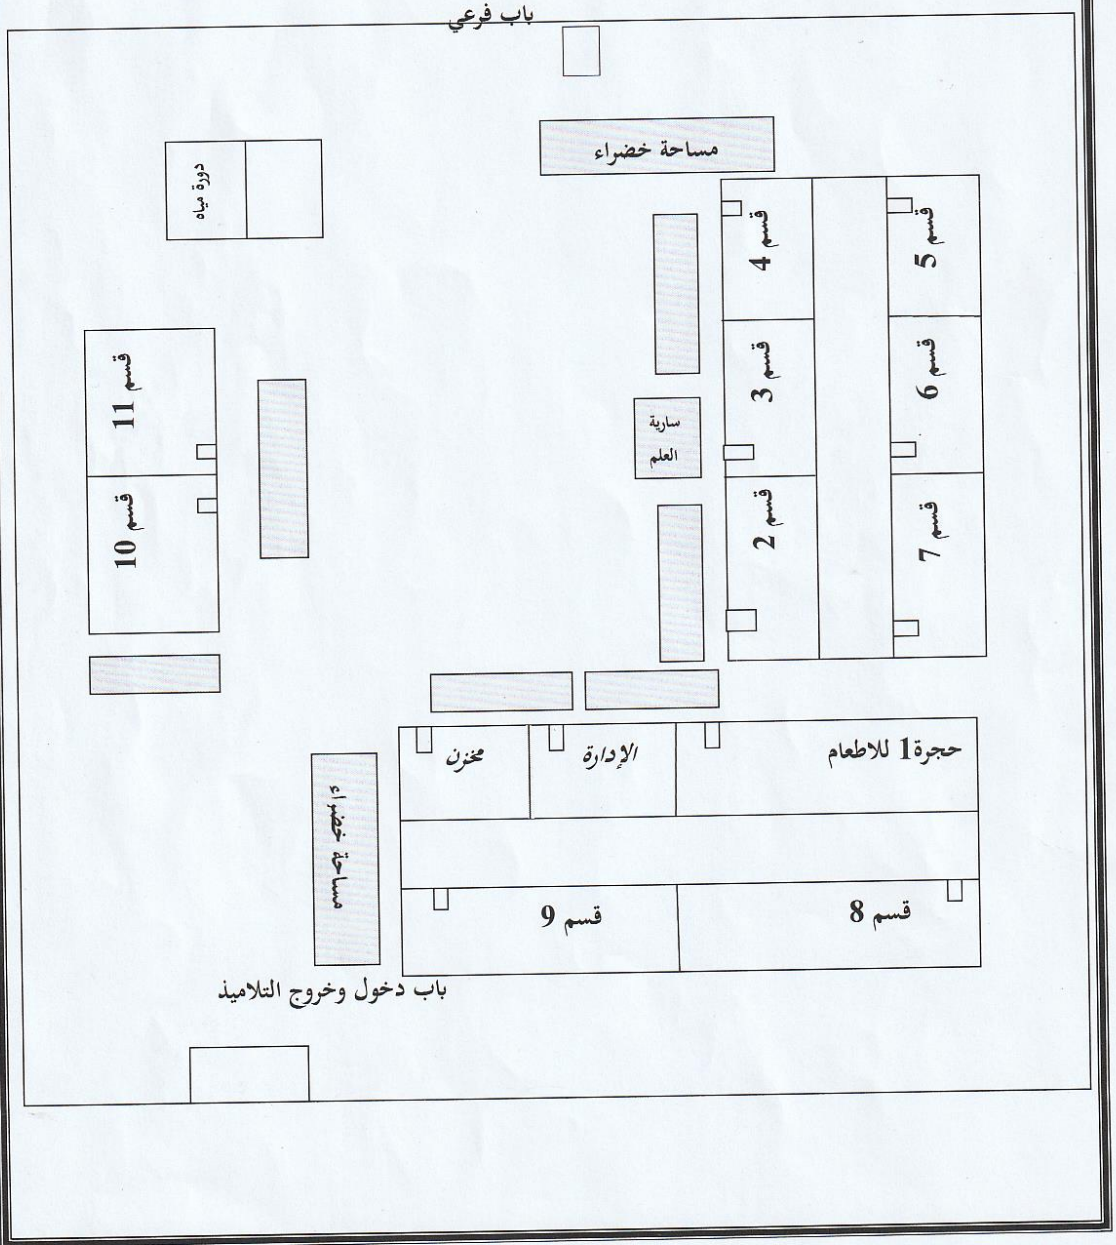 باب فرعي
مساحة خضراء
دورة مياه
قسم 4
قسم 5
قسم 3
قسم 6
قسم 11
سارية
العلم
قسم 2
قسم 7
قسم 10
حجرة1 للاطعام
الإدارة
مخزن
مساحة خضراء
قسم 8
قسم 9
باب دخول وخروج التلاميذ